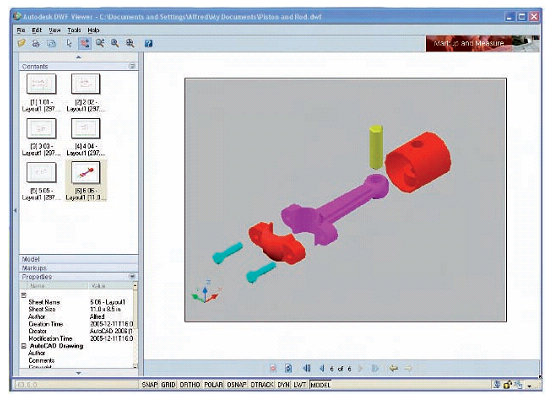 Autodesk DWF Viewer - C:\Documents and Settings\Alfred\My Documents\Piston and Rod.dwf
File Edit View Tools Help
Markup and Measure
Contents
[1] 1 01 - Layout1 (297,...
[2] 2 02 - Layout1 (297,...
[3] 3 03 - Layout1 (297,...
[4] 4 04 - Layout1 (297,...
[5] 5 05 - Layout1 (297,...
[6] 6 06 - Layout1 (11.0...
Model
Markups
Properties
Name Value
Sheet Name 6 06 - Layout1
Sheet Size 11.0 x 8.5 in
Author Alfred
Creation Time 2005-12-11T16:0
Creator AutoCAD 2006 (1
Modification Time 2005-12-11T16:0
AutoCAD Drawing
Author
Comments
Copyright
6 of 6
SNAP GRID ORTHO POLAR OSNAP OTRACK DYN LWT MODEL